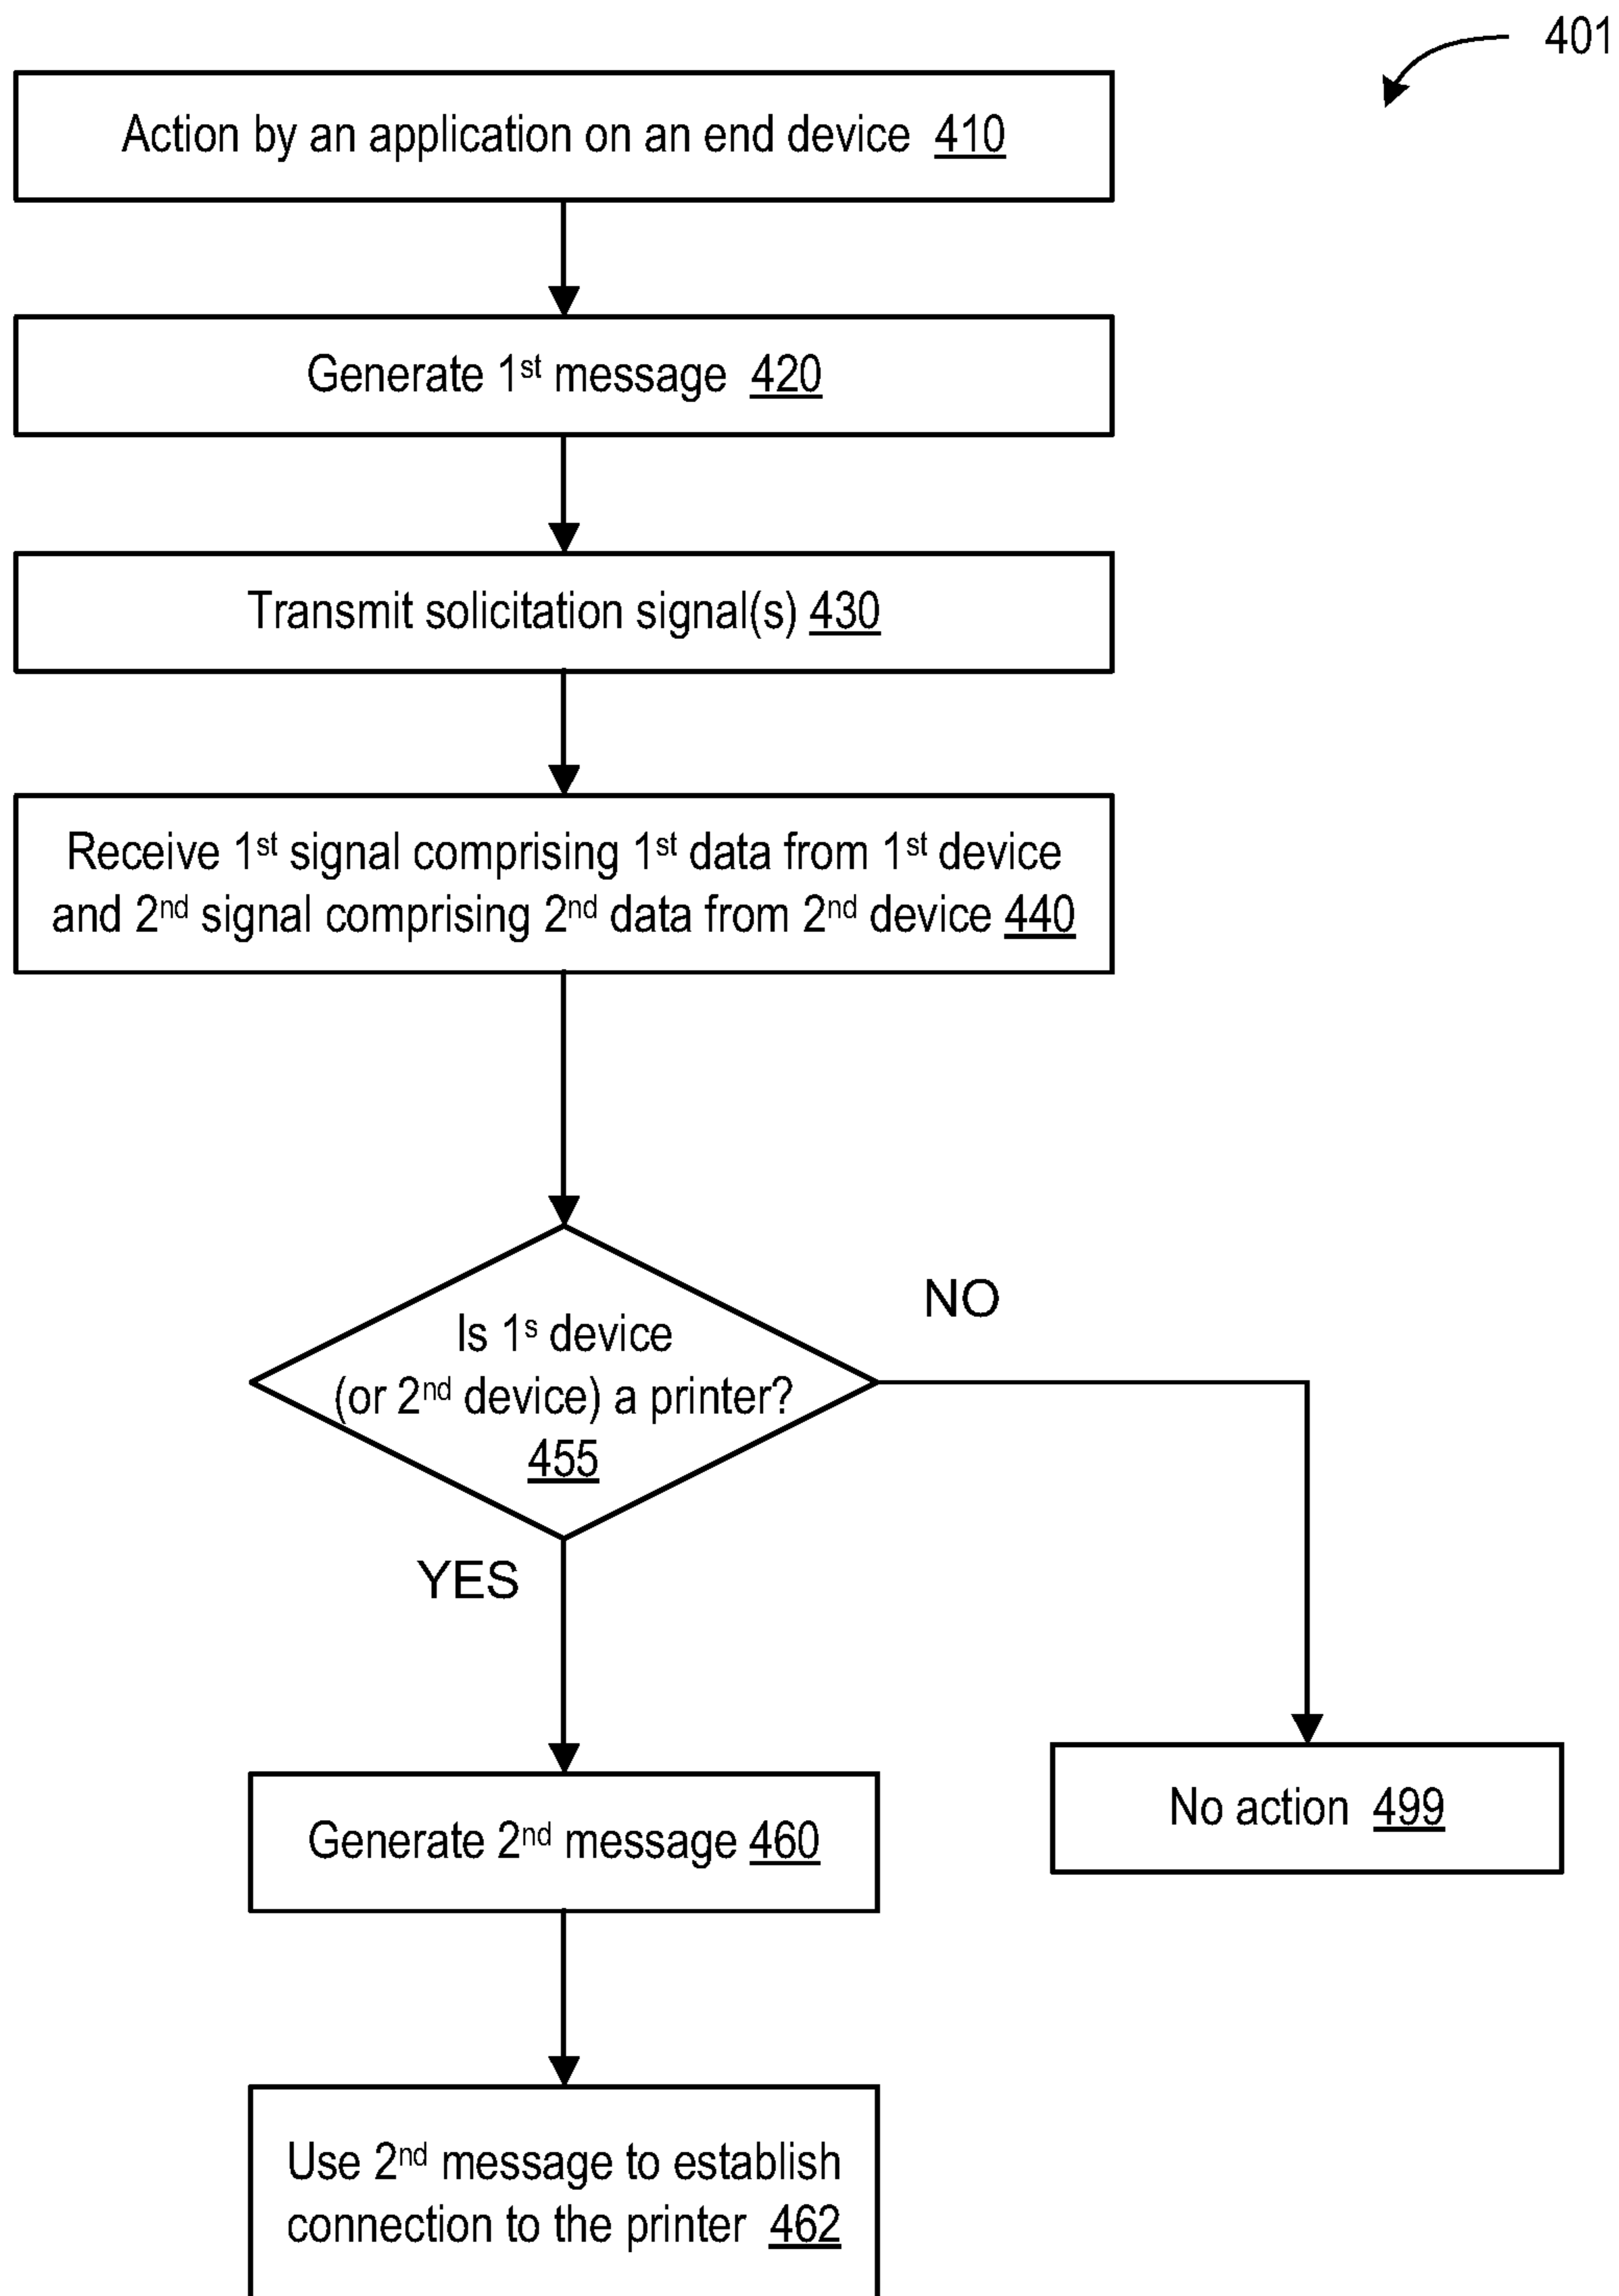 401
Action by an application on an end device 410
Generate 1st message 420
Transmit solicitation signal(s) 430
Receive 1st signal comprising 1st data from 1st device
and 2nd signal comprising 2nd data from 2nd device 440
Is 1s device
(or 2nd device) a printer?
455
NO
YES
Generate 2nd message 460
No action 499
Use 2nd message to establish
connection to the printer 462